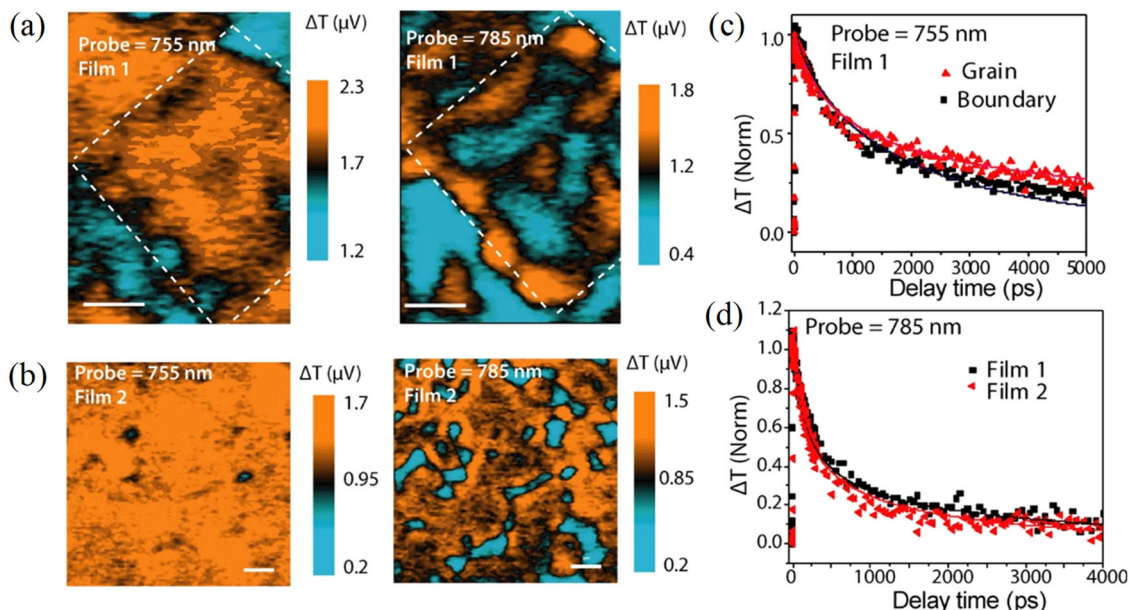 (a)
Probe = 755 nm
Film 1
ΔT (μV)
2.3
1.7
1.2
Probe = 785 nm
Film 1
ΔT (μV)
1.8
1.2
0.4
(b)
Probe = 755 nm
Film 2
ΔT (μV)
1.7
0.95
0.2
Probe = 785 nm
Film 2
ΔT (μV)
1.5
0.85
0.2
(c)
Probe = 755 nm
Film 1
Grain
Boundary
ΔT (Norm)
1.0
0.5
0.0
0 1000 2000 3000 4000 5000
Delay time (ps)
(d)
Probe = 785 nm
Film 1
Film 2
ΔT (Norm)
1.2
1.0
0.8
0.6
0.4
0.2
0.0
0 1000 2000 3000 4000
Delay time (ps)